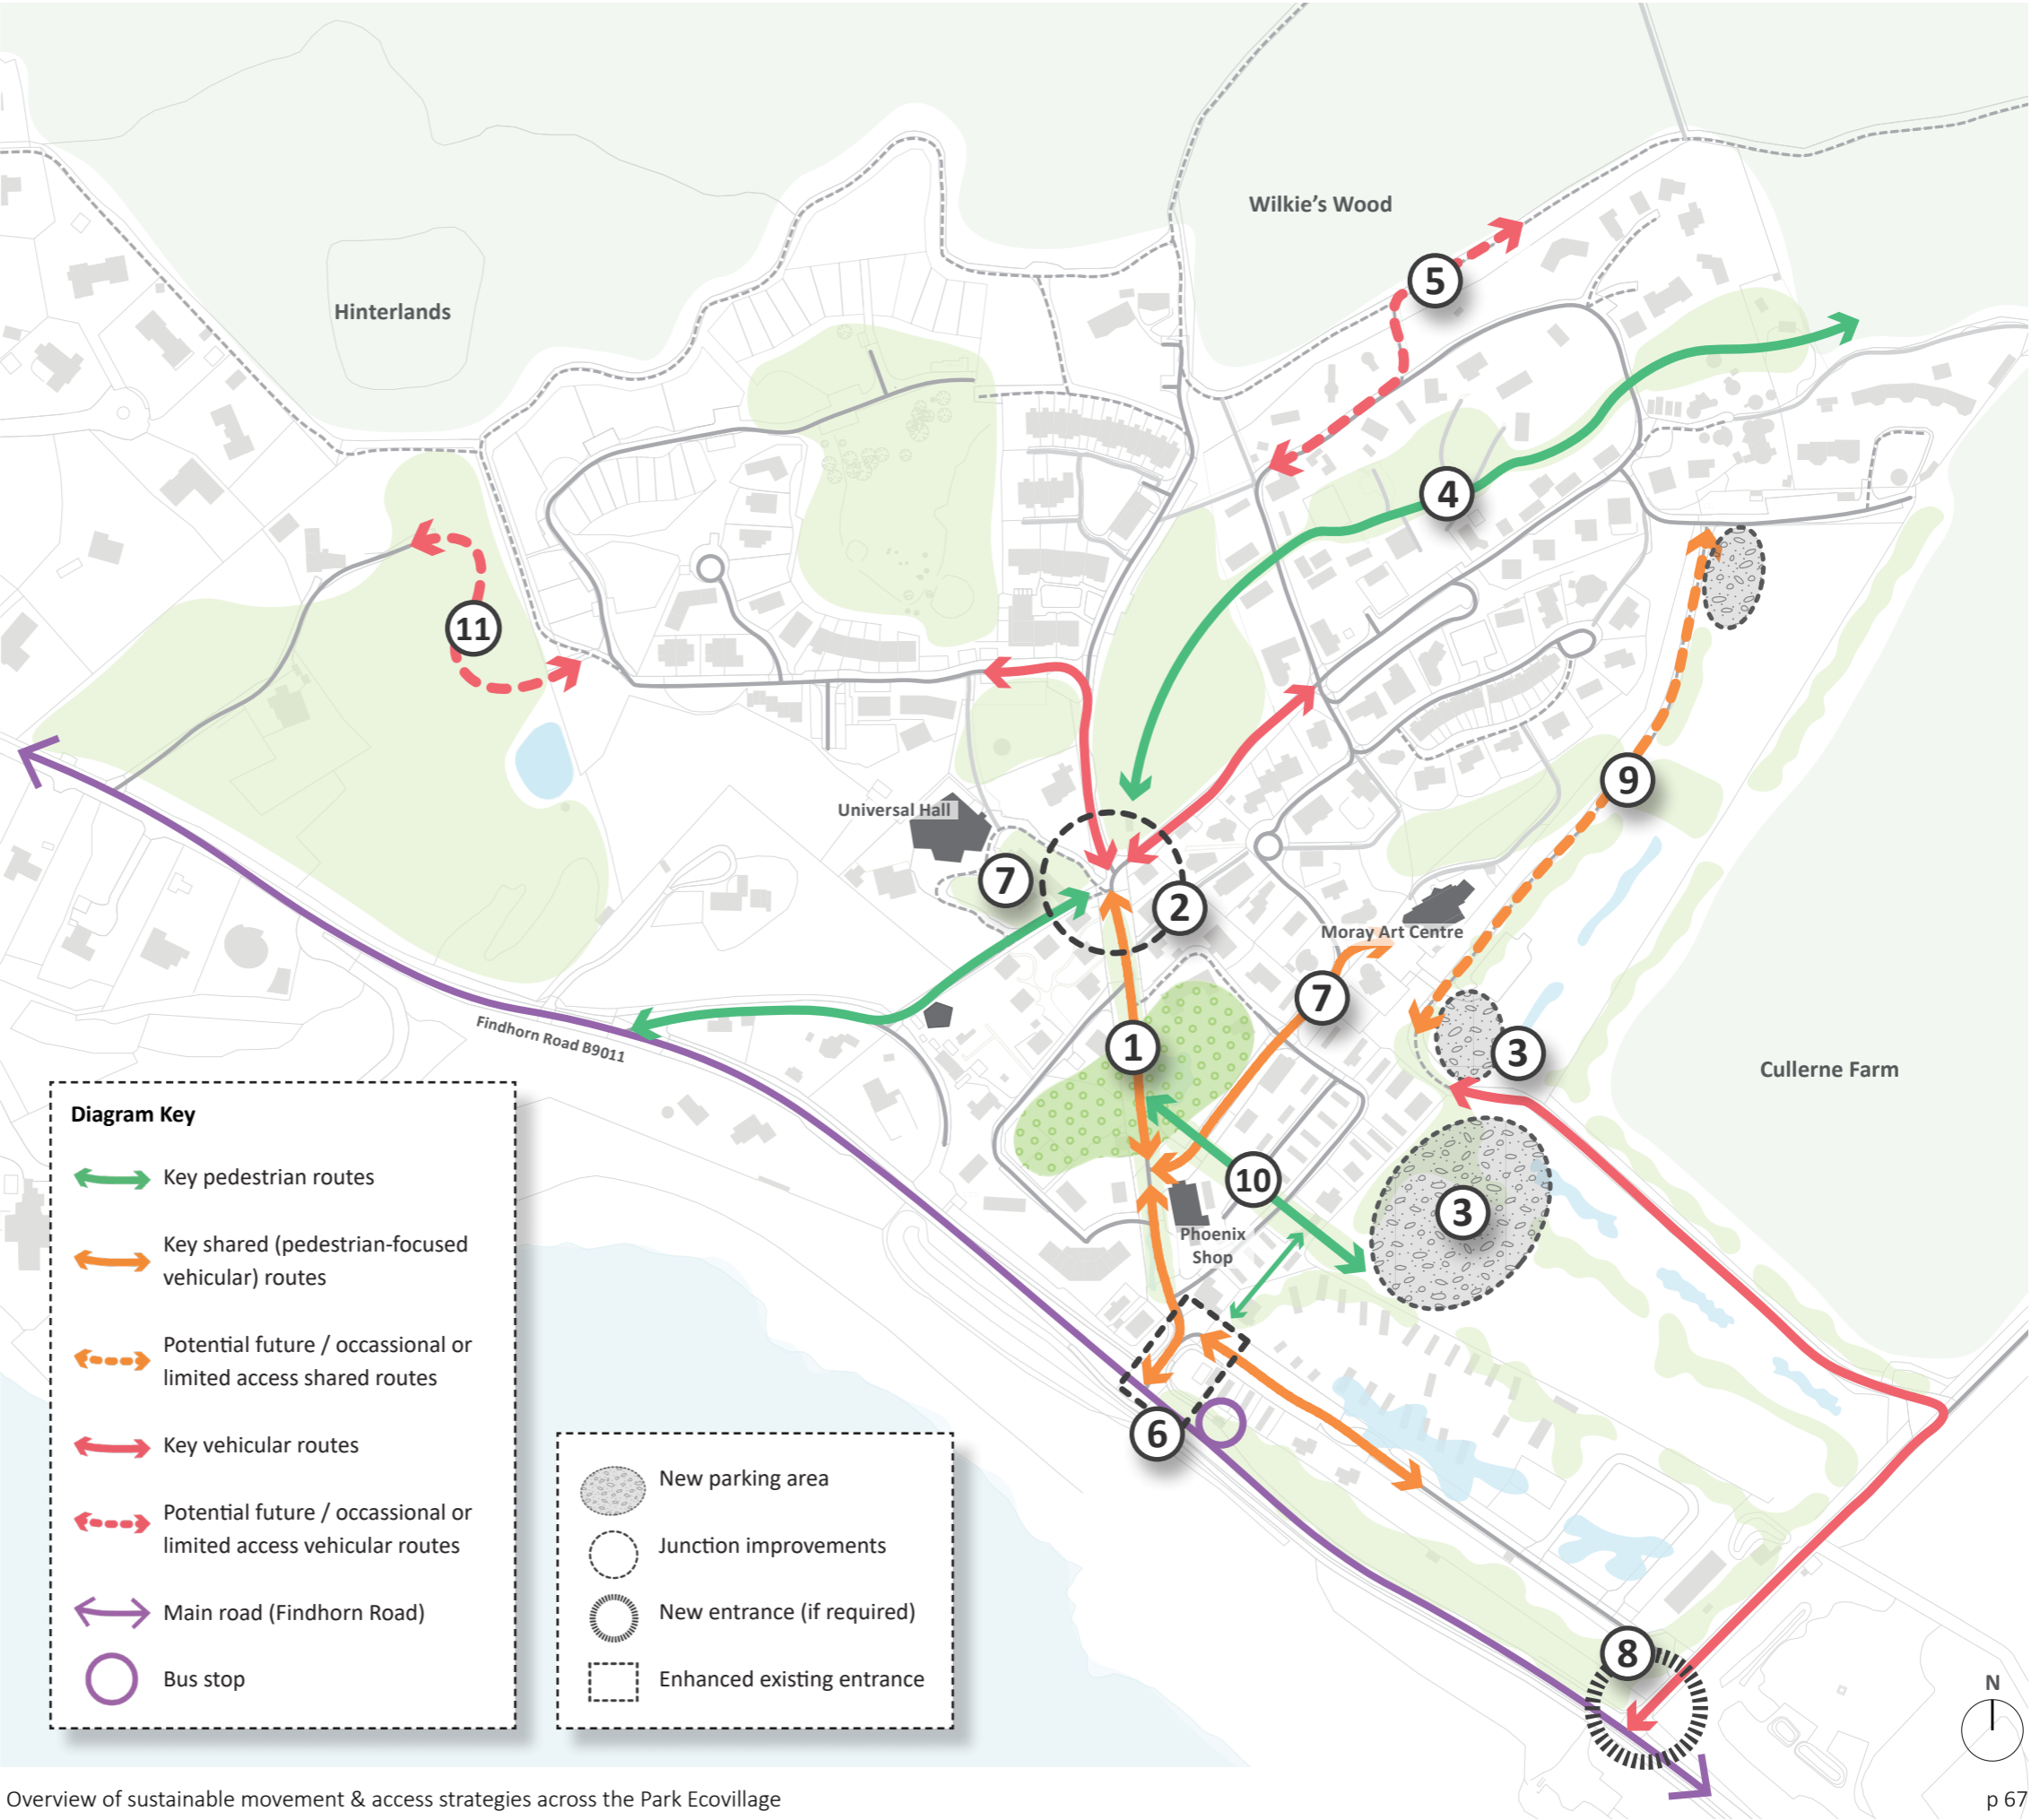 Wilkie's Wood
5
Hinterlands
4
11
9
Universal Hall
7
2
Moray Art Centre
7
Findhorn Road B9011
1
3
Cullerne Farm
10
3
Phoenix
Shop
6
8
N
Diagram Key
Key pedestrian routes
Key shared (pedestrian-focused
vehicular) routes
Potential future / occassional or
limited access shared routes
Key vehicular routes
Potential future / occassional or
limited access vehicular routes
Main road (Findhorn Road)
Bus stop
New parking area
Junction improvements
New entrance (if required)
Enhanced existing entrance
Overview of sustainable movement & access strategies across the Park Ecovillage
p 67